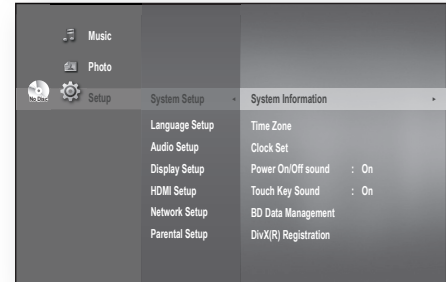 Music
Photo
No Disc
Setup
System Setup
System Information
Language Setup
Time Zone
Audio Setup
Clock Set
Display Setup
Power On/Off sound : On
HDMI Setup
Touch Key Sound : On
Network Setup
BD Data Management
Parental Setup
DivX(R) Registration